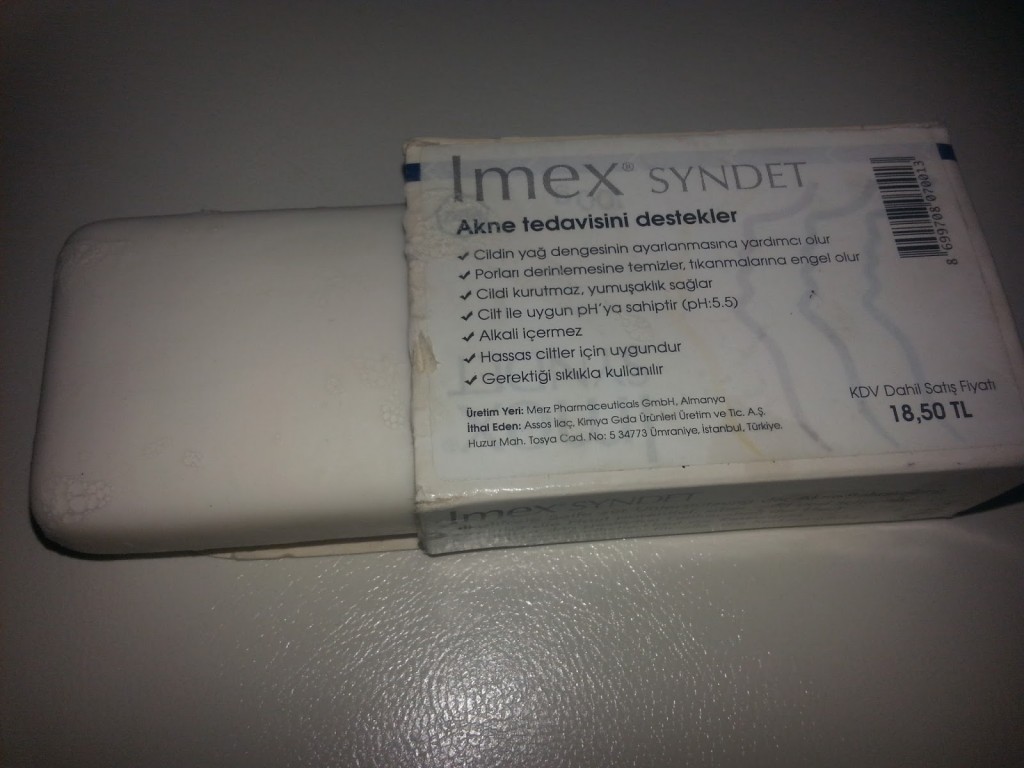 Imex® SYNDET
Akne tedavisini destekler
✓ Cildin yağ dengesinin ayarlanmasına yardımcı olur
✓ Porları derinlemesine temizler, tıkanmalarına engel olur
✓ Cildi kurutmaz, yumuşaklık sağlar
✓ Cilt ile uygun pH'ya sahiptir (pH:5.5)
✓ Alkali içermez
✓ Hassas ciltler için uygundur
✓ Gerektiği sıklıkla kullanılır
Üretim Yeri: Merz Pharmaceuticals GmbH, Almanya
İthal Eden: Assos İlaç, Kimya Gıda Ürünleri Üretim ve Tic. A.Ş.
Huzur Mah. Tosya Cad. No: 5 34773 Ümraniye, İstanbul, Türkiye.
KDV Dahil Satış Fiyatı
18,50 TL
8 699708 070013
Imex SYNDET